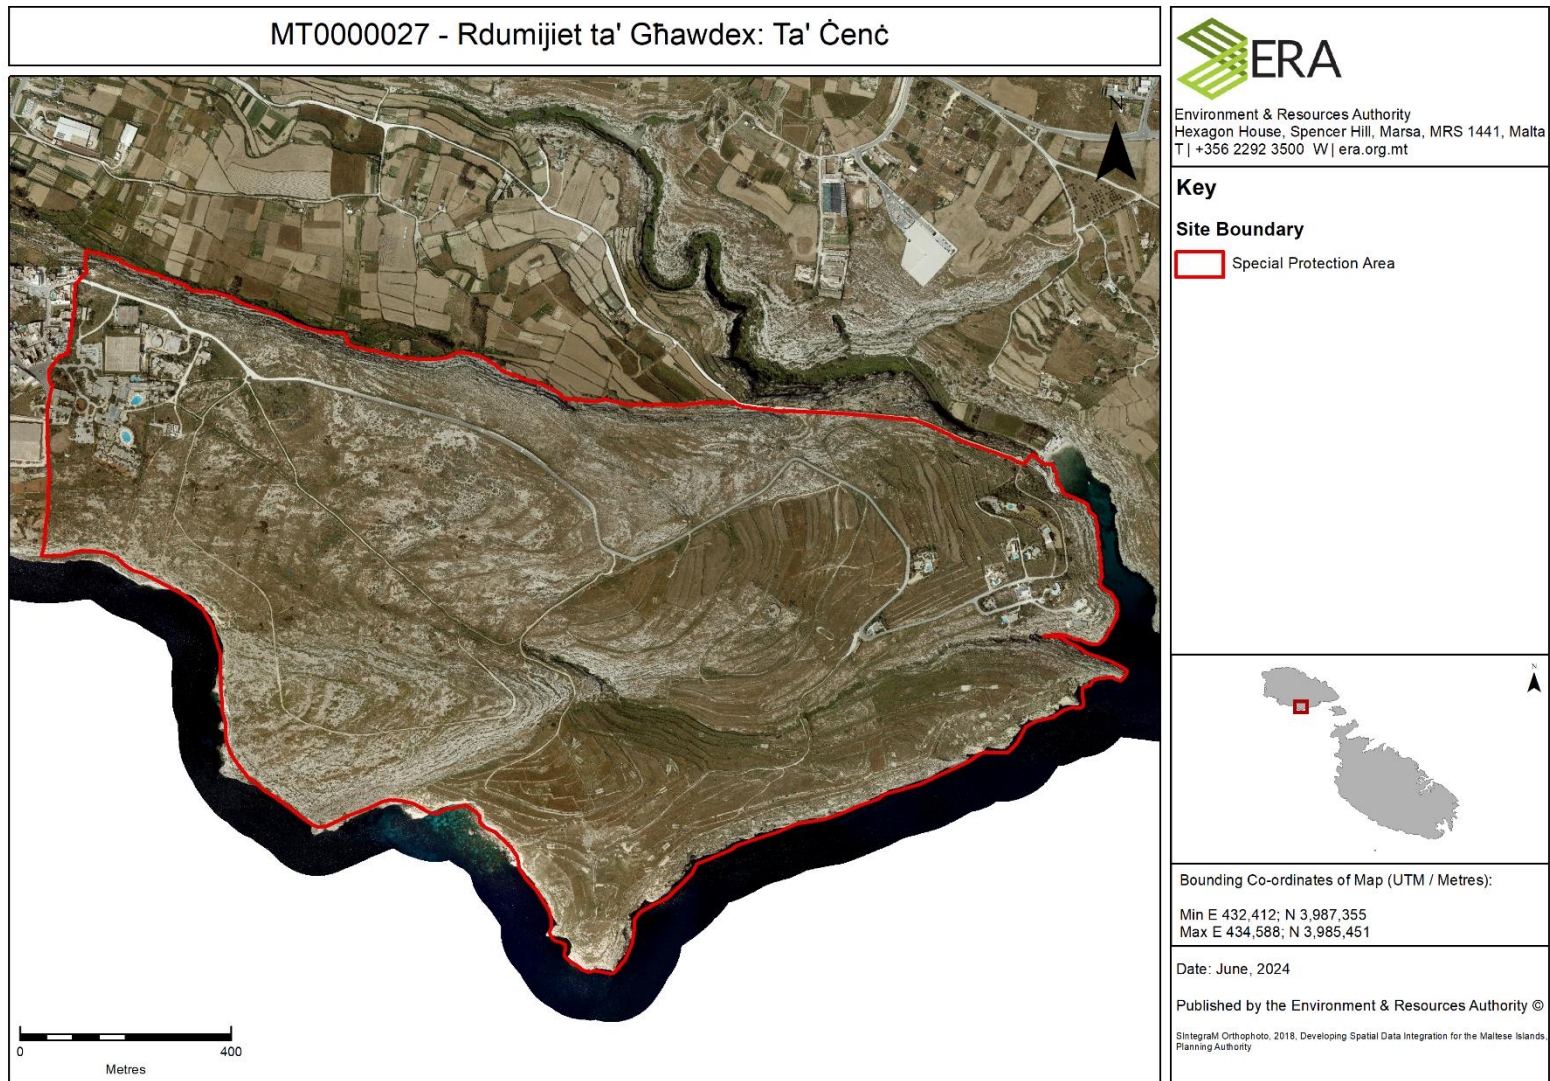 MT0000027 - Rdumijiet ta' Għawdex: Ta' Ċenċ
ERA
Environment & Resources Authority
Hexagon House, Spencer Hill, Marsa, MRS 1441, Malta
T | +356 2292 3500 W | era.org.mt
Key
Site Boundary
Special Protection Area
N
N
Bounding Co-ordinates of Map (UTM / Metres):
Min E 432,412; N 3,987,355
Max E 434,588; N 3,985,451
Date: June, 2024
Published by the Environment & Resources Authority ©
SIntegraM Orthophoto, 2018, Developing Spatial Data Integration for the Maltese Islands,
Planning Authority
0 400
Metres